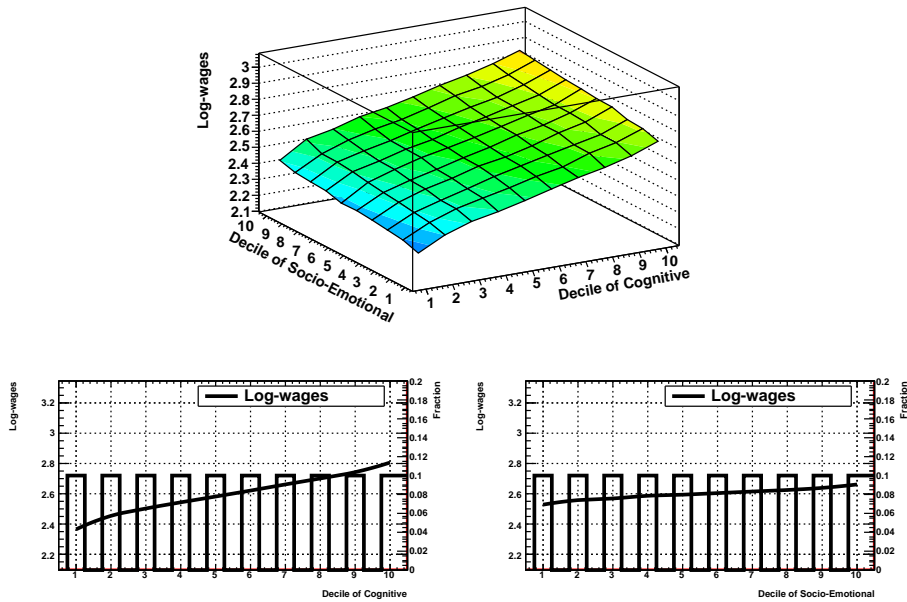 Log-wages
3
2.9
2.8
2.7
2.6
2.5
2.4
2.3
2.2
2.1
10 9 8 7 6 5 4 3 2 1
Decile of Socio-Emotional
1 2 3 4 5 6 7 8 9 10
Decile of Cognitive
Log-wages
3.2
3
2.8
2.6
2.4
2.2
Log-wages
0.2
0.18
0.16
0.14
0.12
0.1
0.08
0.06
0.04
0.02
0
Fraction
1 2 3 4 5 6 7 8 9 10
Decile of Cognitive
Log-wages
3.2
3
2.8
2.6
2.4
2.2
Log-wages
0.2
0.18
0.16
0.14
0.12
0.1
0.08
0.06
0.04
0.02
0
Fraction
1 2 3 4 5 6 7 8 9 10
Decile of Socio-Emotional